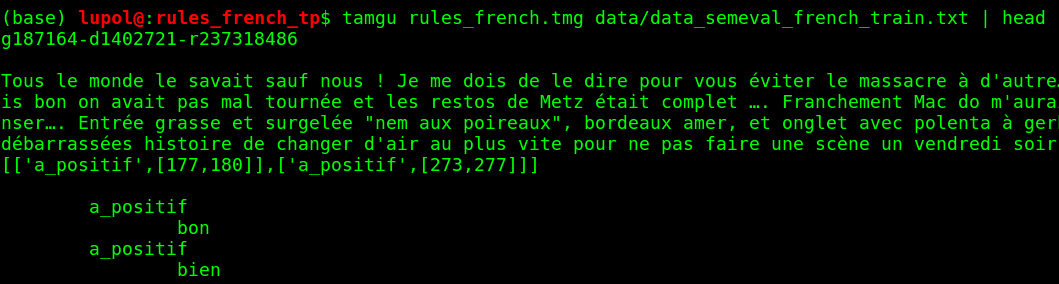 (base) lupol@:rules_french_tp$ tamgu rules_french.tmg data/data_semeval_french_train.txt | head
g187164-d1402721-r237318486
Tous le monde le savait sauf nous ! Je me dois de le dire pour vous éviter le massacre à d'autre
is bon on avait pas mal tournée et les restos de Metz était complet …. Franchement Mac do m'aura
nser…. Entrée grasse et surgelée "nem aux poireaux", bordeaux amer, et onglet avec polenta à ger
débarrassées histoire de changer d'air au plus vite pour ne pas faire une scène un vendredi soir
[['a_positif',[177,180]],['a_positif',[273,277]]]
a_positif
bon
a_positif
bien